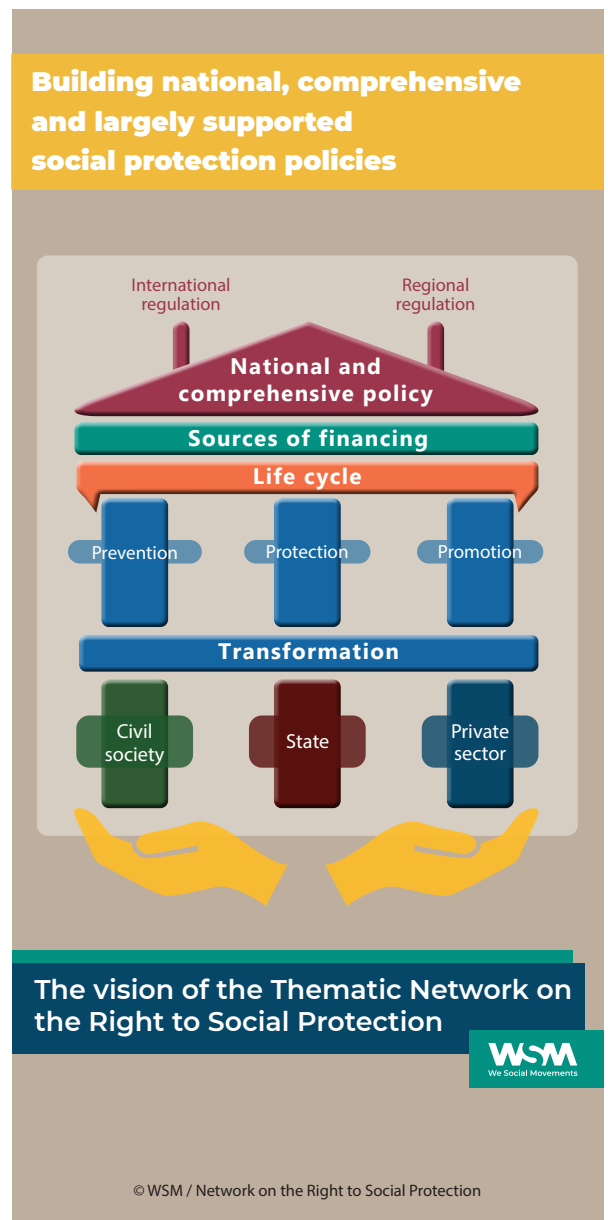 Building national, comprehensive
and largely supported
social protection policies
International
regulation
Regional
regulation
National and
comprehensive policy
Sources of financing
Life cycle
Prevention
Protection
Promotion
Transformation
Civil
society
State
Private
sector
The vision of the Thematic Network on
the Right to Social Protection
WSM
We Social Movements
© WSM / Network on the Right to Social Protection